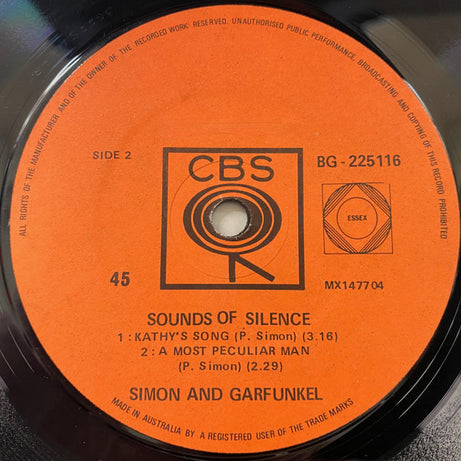 ALL RIGHTS OF THE MANUFACTURER AND OF THE OWNER OF THE RECORDED WORK RESERVED. UNAUTHORISED PUBLIC PERFORMANCE, BROADCASTING AND COPYING OF THIS RECORD PROHIBITED
SIDE 2
CBS
BG - 225116
ESSEX
45
MX147704
SOUNDS OF SILENCE
1 : KATHY'S SONG (P. Simon) (3.16)
2 : A MOST PECULIAR MAN
(P. Simon) (2.29)
SIMON AND GARFUNKEL
MADE IN AUSTRALIA BY A REGISTERED USER OF THE TRADE MARKS